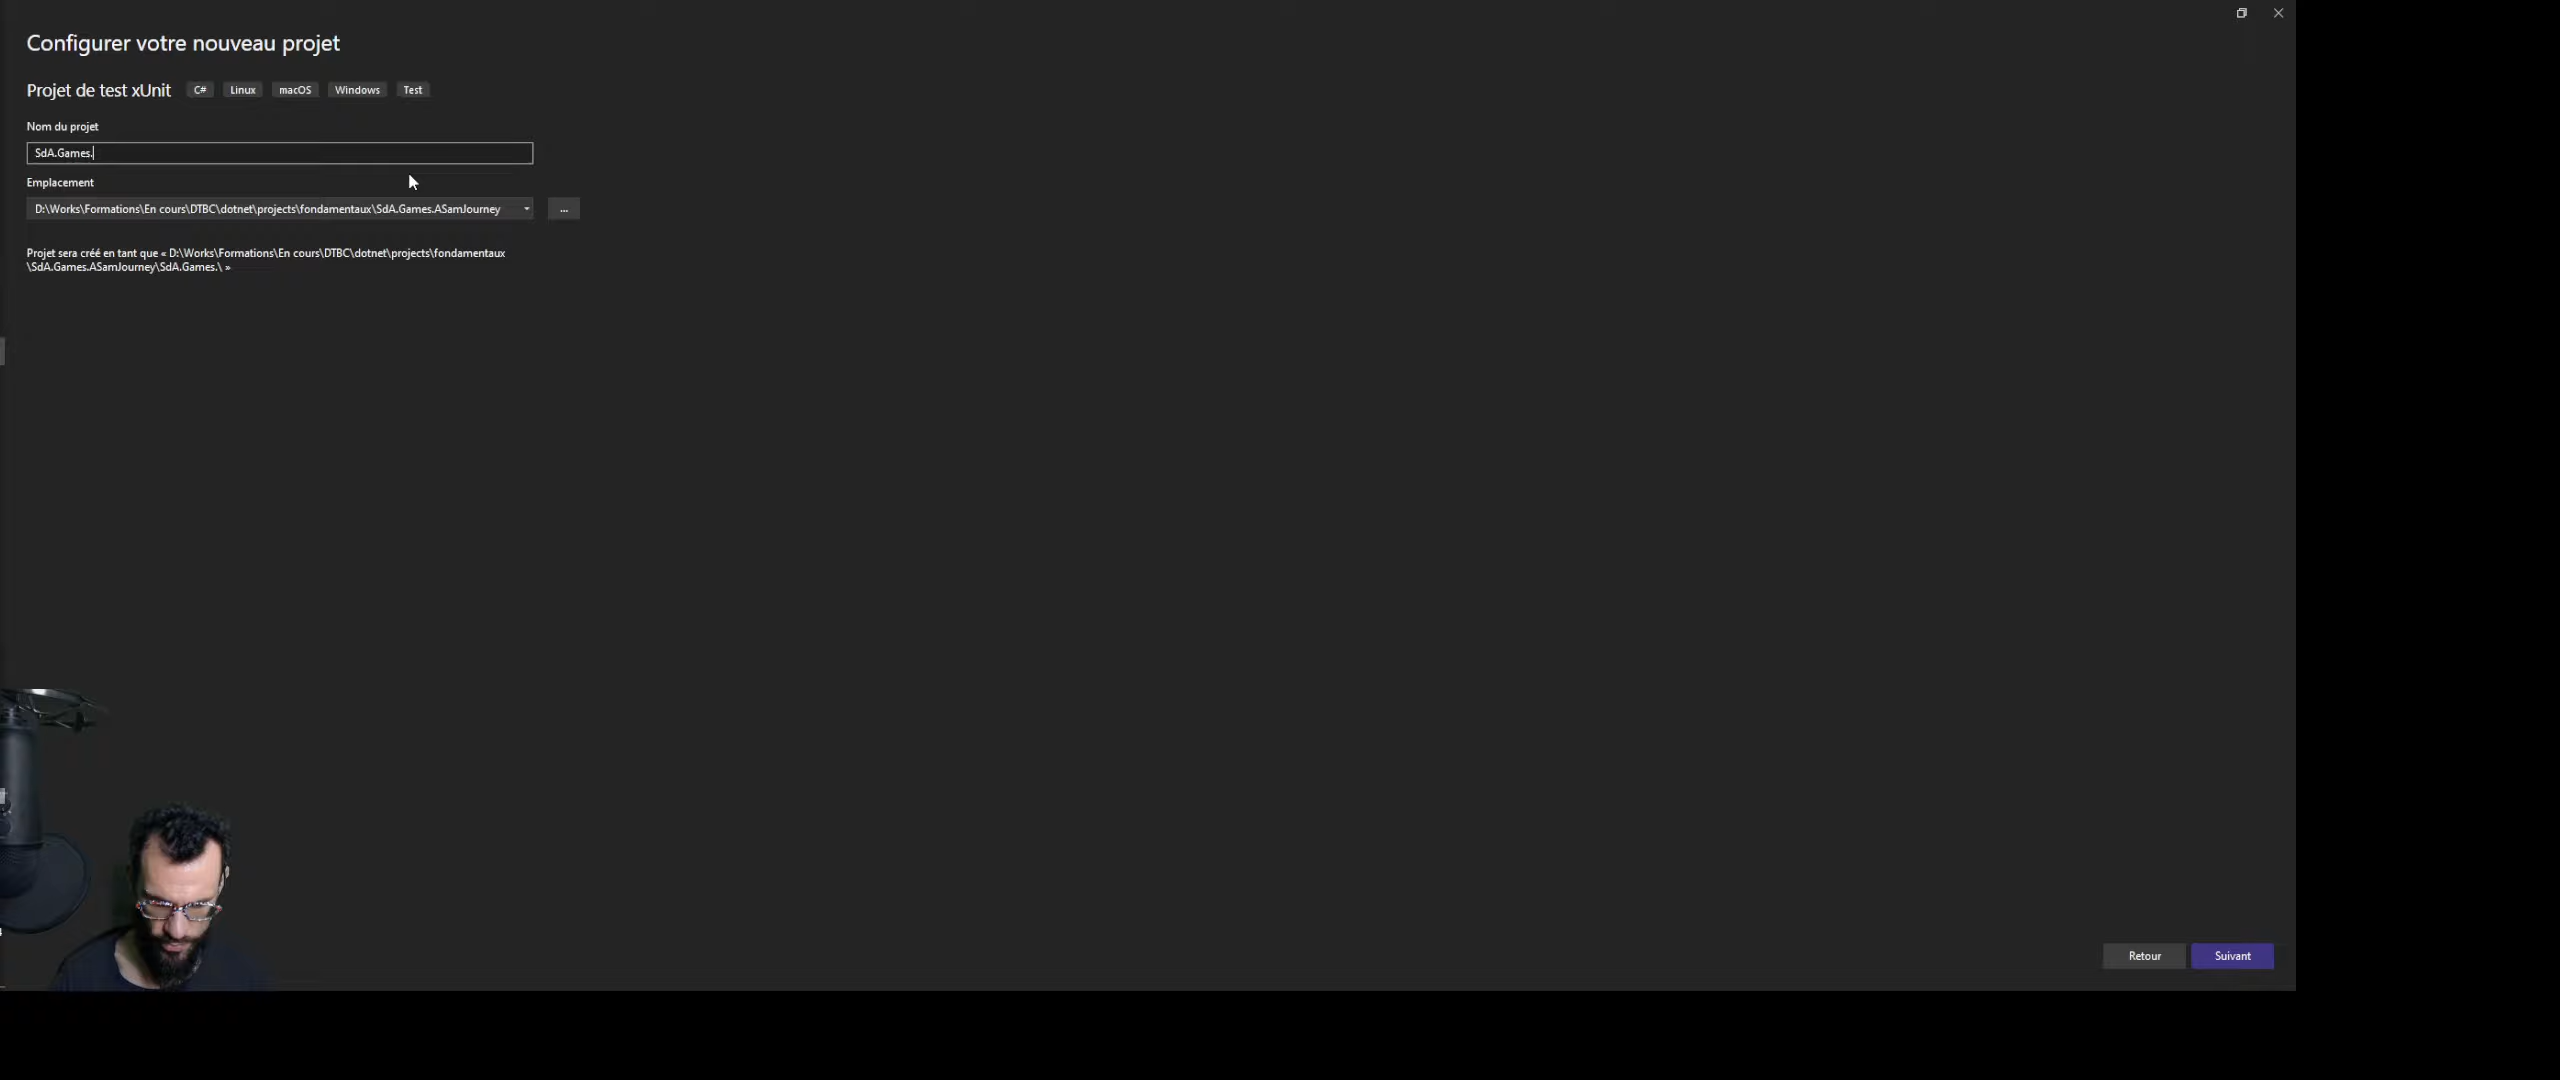 Configurer votre nouveau projet
Projet de test xUnit C# Linux macOS Windows Test
Nom du projet
SdA.Games.
Emplacement
D:\Works\Formations\En cours\DTBC\dotnet\projects\fondamentaux\SdA.Games.ASamJourney ...
Projet sera créé en tant que « D:\Works\Formations\En cours\DTBC\dotnet\projects\fondamentaux
\SdA.Games.ASamJourney\SdA.Games.\ »
Retour Suivant